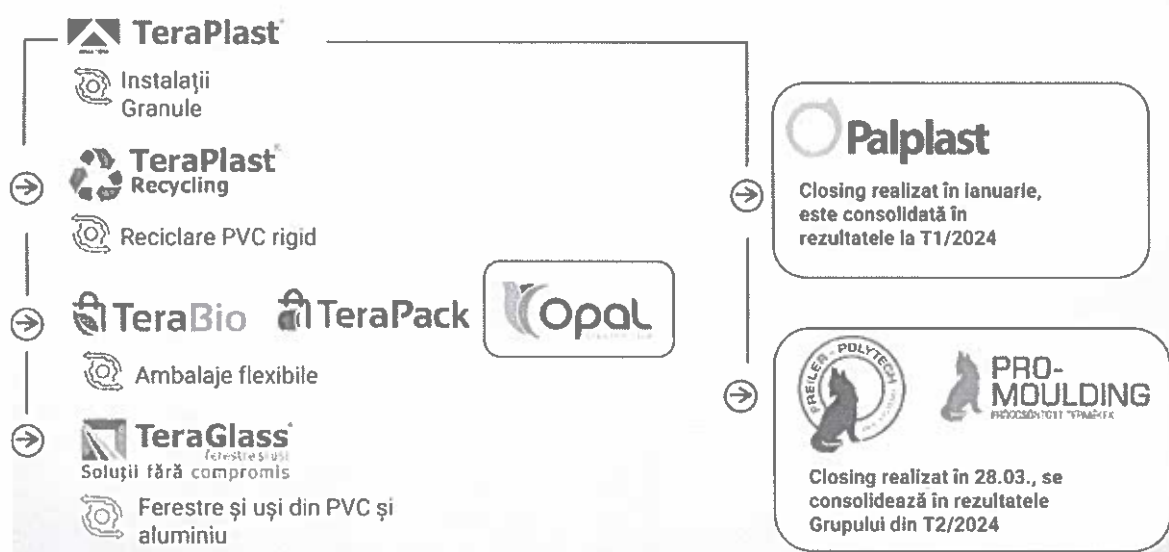 TeraPlast
Instalații
Granule
TeraPlast
Recycling
Reciclare PVC rigid
TeraBio
TeraPack
Opal
Ambalaje flexibile
TeraGlass
ferestre și uși
Soluții fără compromis
Ferestre și uși din PVC și
aluminiu
Palplast
Closing realizat în ianuarie,
este consolidată în
rezultatele la T1/2024
PREILER - POLYTECH
PRO-
MOULDING
Closing realizat în 28.03., se
consolidează în rezultatele
Grupului din T2/2024